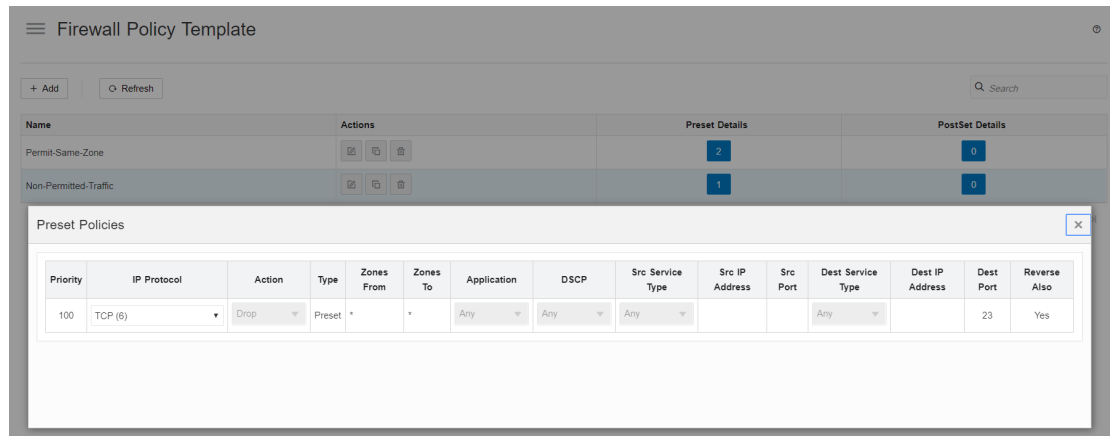 Firewall Policy Template
+ Add
Refresh
Search
Name Actions Preset Details PostSet Details
Permit-Same-Zone 2 0
Non-Permitted-Traffic 1 0
Preset Policies
Priority IP Protocol Action Type Zones From Zones To Application DSCP Src Service Type Src IP Address Src Port Dest Service Type Dest IP Address Dest Port Reverse Also
100 TCP (6) Drop Preset * * Any Any Any Any 23 Yes